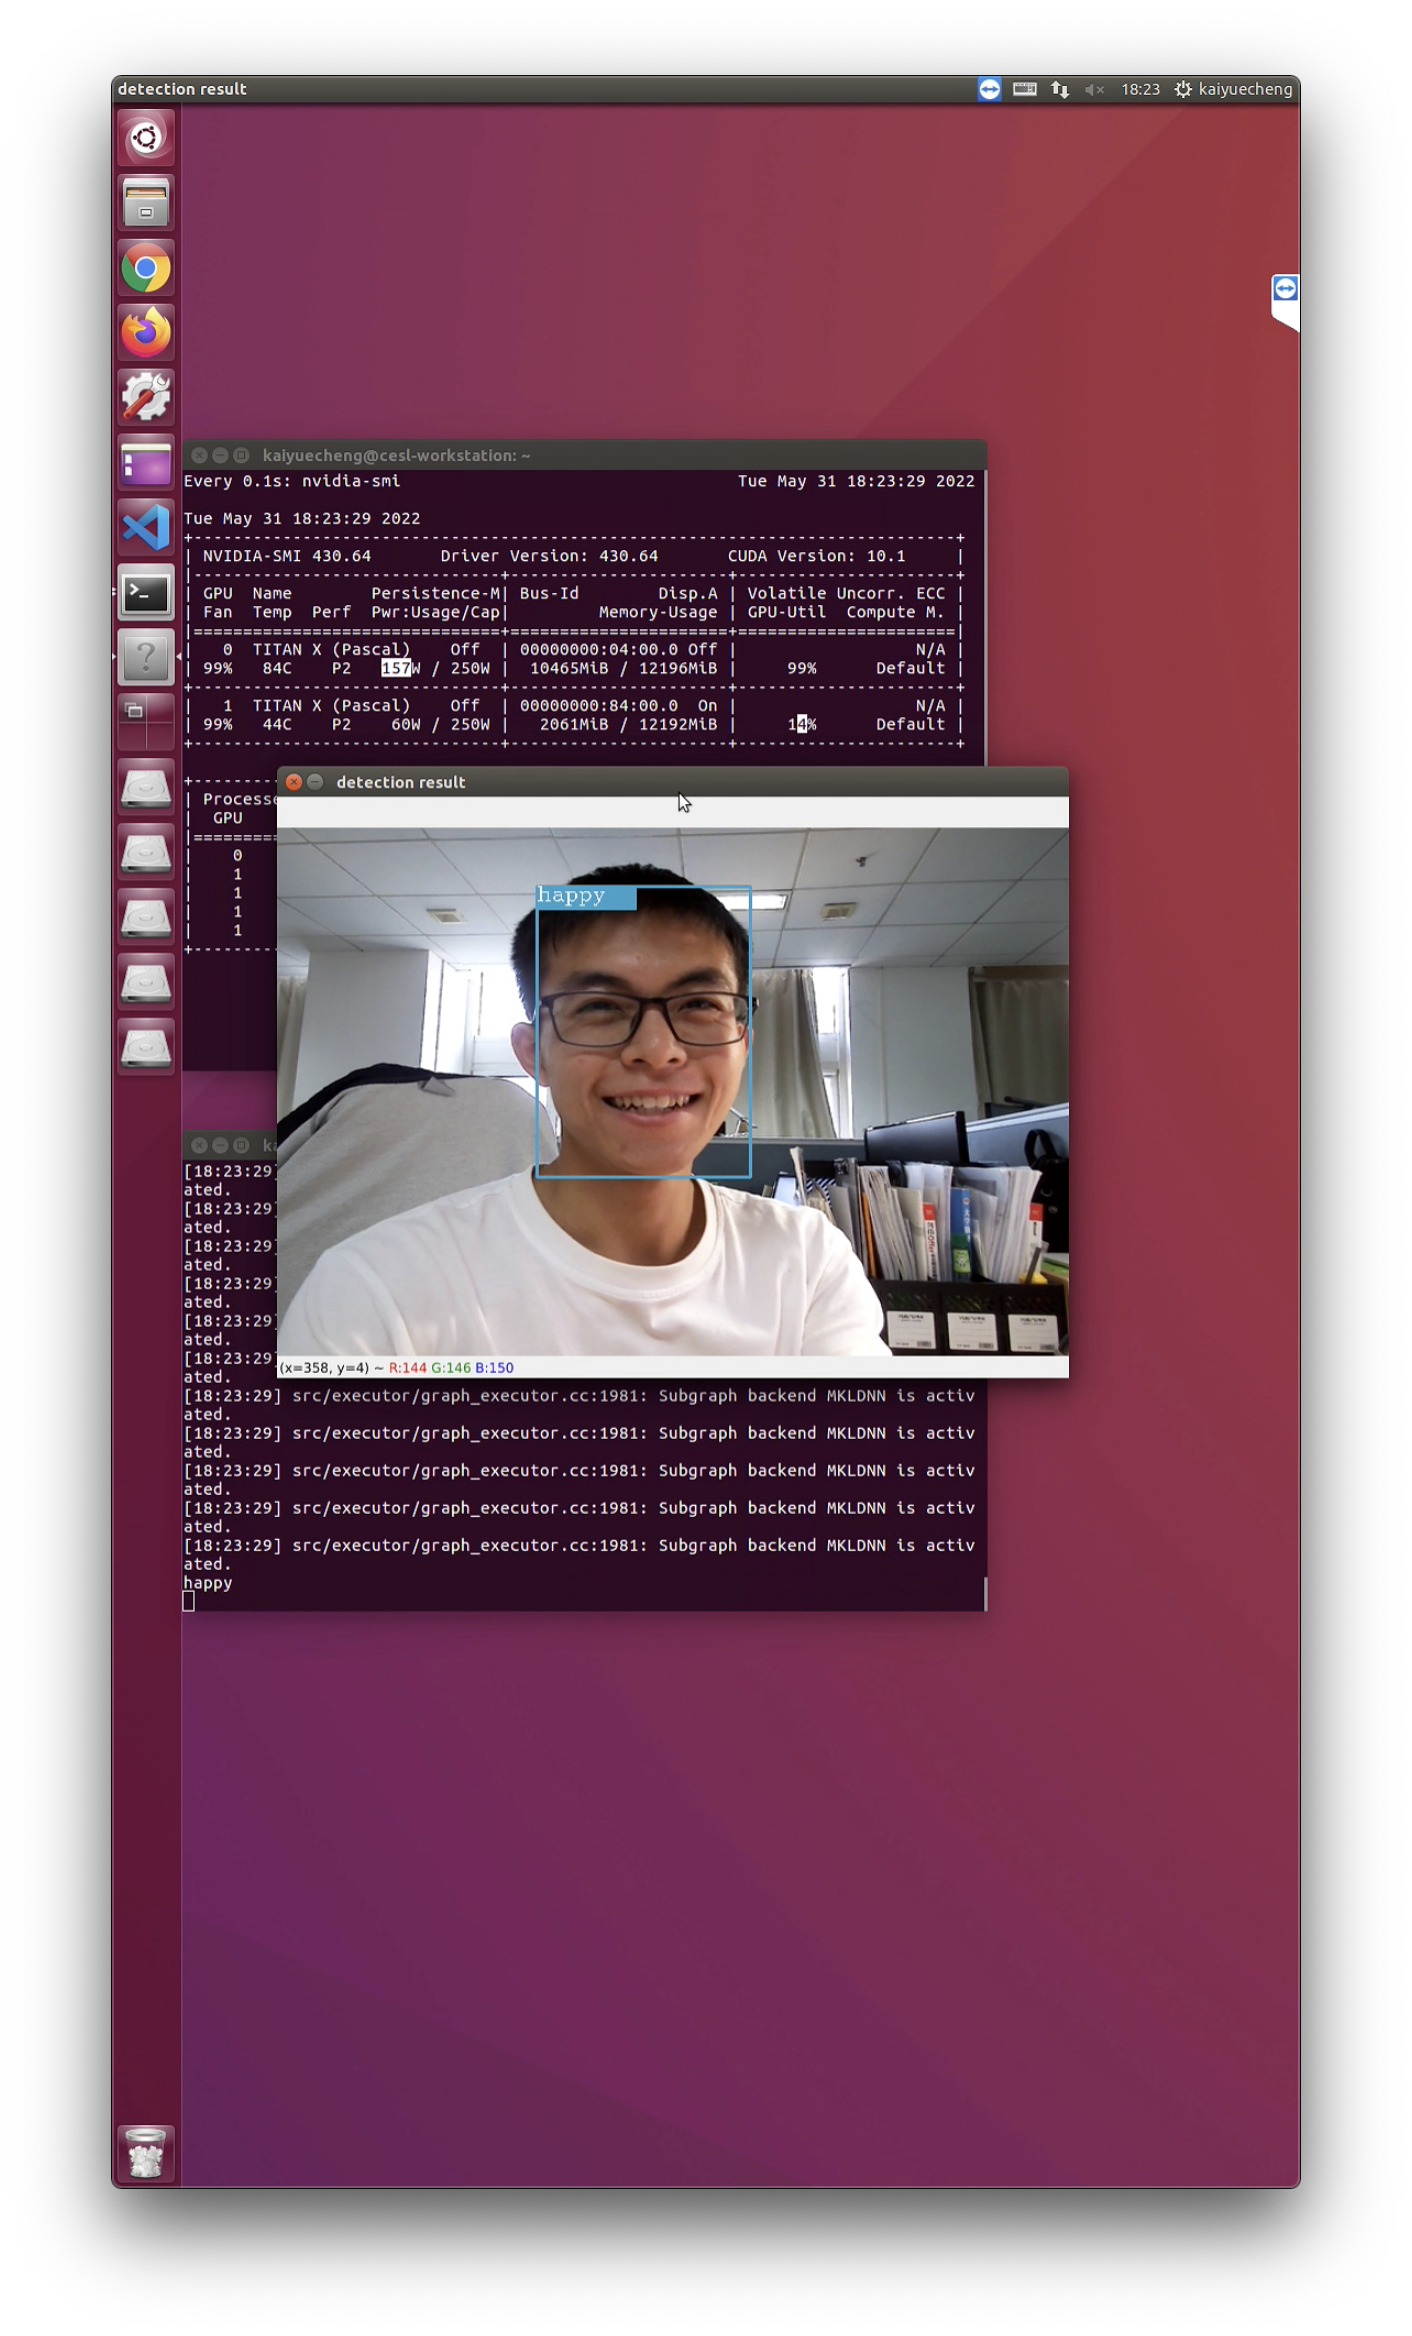 detection result
18:23 kaiyuecheng
kaiyuecheng@cesl-workstation: ~
Every 0.1s: nvidia-smi Tue May 31 18:23:29 2022
Tue May 31 18:23:29 2022
+-----------------------------------------------------------------------------+
| NVIDIA-SMI 430.64 Driver Version: 430.64 CUDA Version: 10.1 |
|-------------------------------+----------------------+----------------------+
| GPU Name Persistence-M| Bus-Id Disp.A | Volatile Uncorr. ECC |
| Fan Temp Perf Pwr:Usage/Cap| Memory-Usage | GPU-Util Compute M. |
|===============================+======================+======================|
| 0 TITAN X (Pascal) Off | 00000000:04:00.0 Off | N/A |
| 99% 84C P2 157W / 250W | 10465MiB / 12196MiB | 99% Default |
+-------------------------------+----------------------+----------------------+
| 1 TITAN X (Pascal) Off | 00000000:84:00.0 On | N/A |
| 99% 44C P2 60W / 250W | 2061MiB / 12192MiB | 14% Default |
+-------------------------------+----------------------+----------------------+
+---------
| Processe
| GPU
|=========
| 0
| 1
| 1
| 1
| 1
+---------
detection result
happy
(x=358, y=4) ~ R:144 G:146 B:150
[18:23:29]
ated.
[18:23:29]
ated.
[18:23:29]
ated.
[18:23:29]
ated.
[18:23:29]
ated.
[18:23:29]
ated.
[18:23:29] src/executor/graph_executor.cc:1981: Subgraph backend MKLDNN is activ
ated.
[18:23:29] src/executor/graph_executor.cc:1981: Subgraph backend MKLDNN is activ
ated.
[18:23:29] src/executor/graph_executor.cc:1981: Subgraph backend MKLDNN is activ
ated.
[18:23:29] src/executor/graph_executor.cc:1981: Subgraph backend MKLDNN is activ
ated.
[18:23:29] src/executor/graph_executor.cc:1981: Subgraph backend MKLDNN is activ
ated.
happy